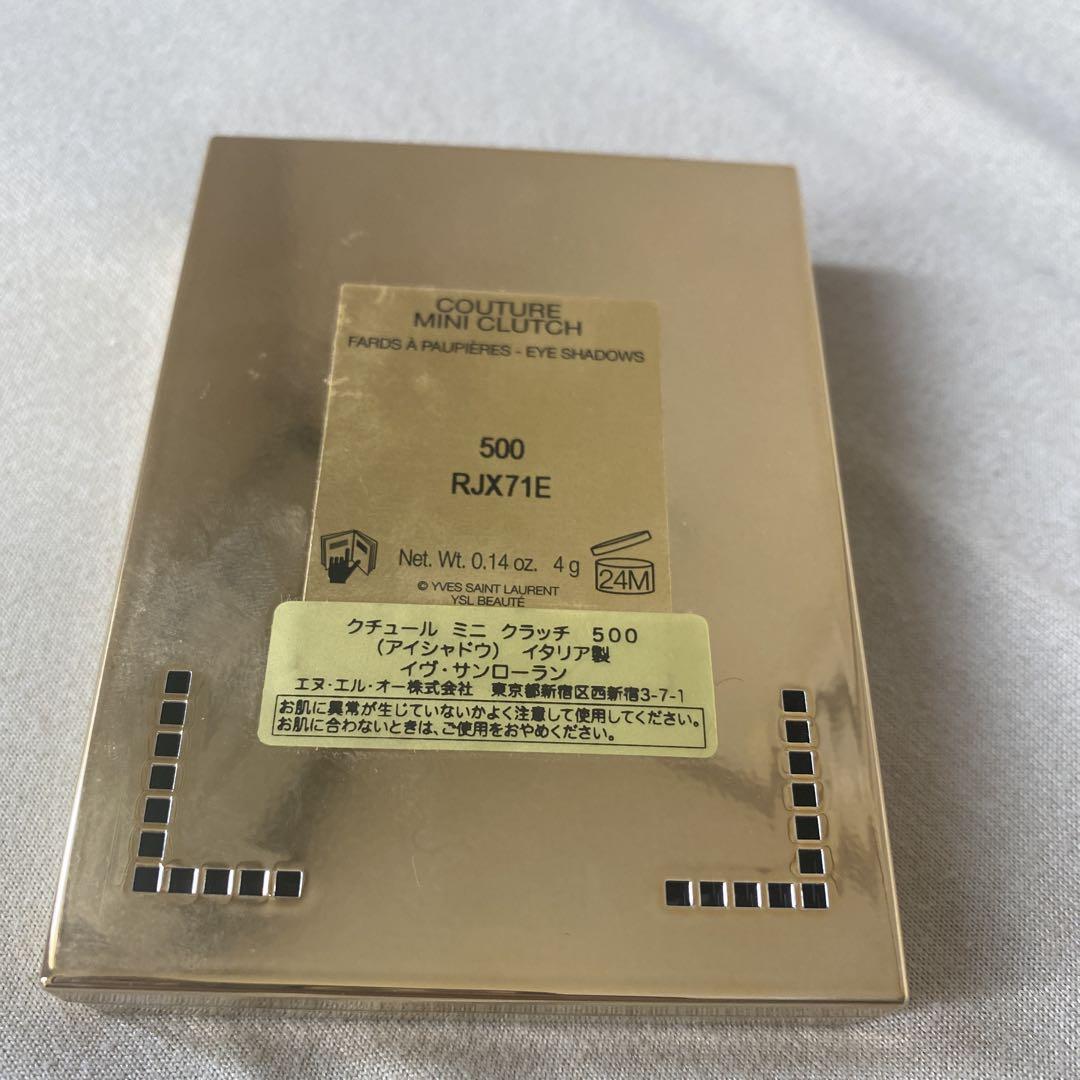 COUTURE
MINI CLUTCH
FARDS À PAUPIÈRES - EYE SHADOWS
500
RJX71E
Net. Wt. 0.14 oz. 4 g
24M
© YVES SAINT LAURENT
YSL BEAUTÉ
クチュール ミニ クラッチ 500
(アイシャドウ) イタリア製
イヴ・サンローラン
エヌ・エル・オー株式会社 東京都新宿区西新宿3-7-1
お肌に異常が生じていないかよく注意して使用してください。
お肌に合わないときは、ご使用をおやめください。